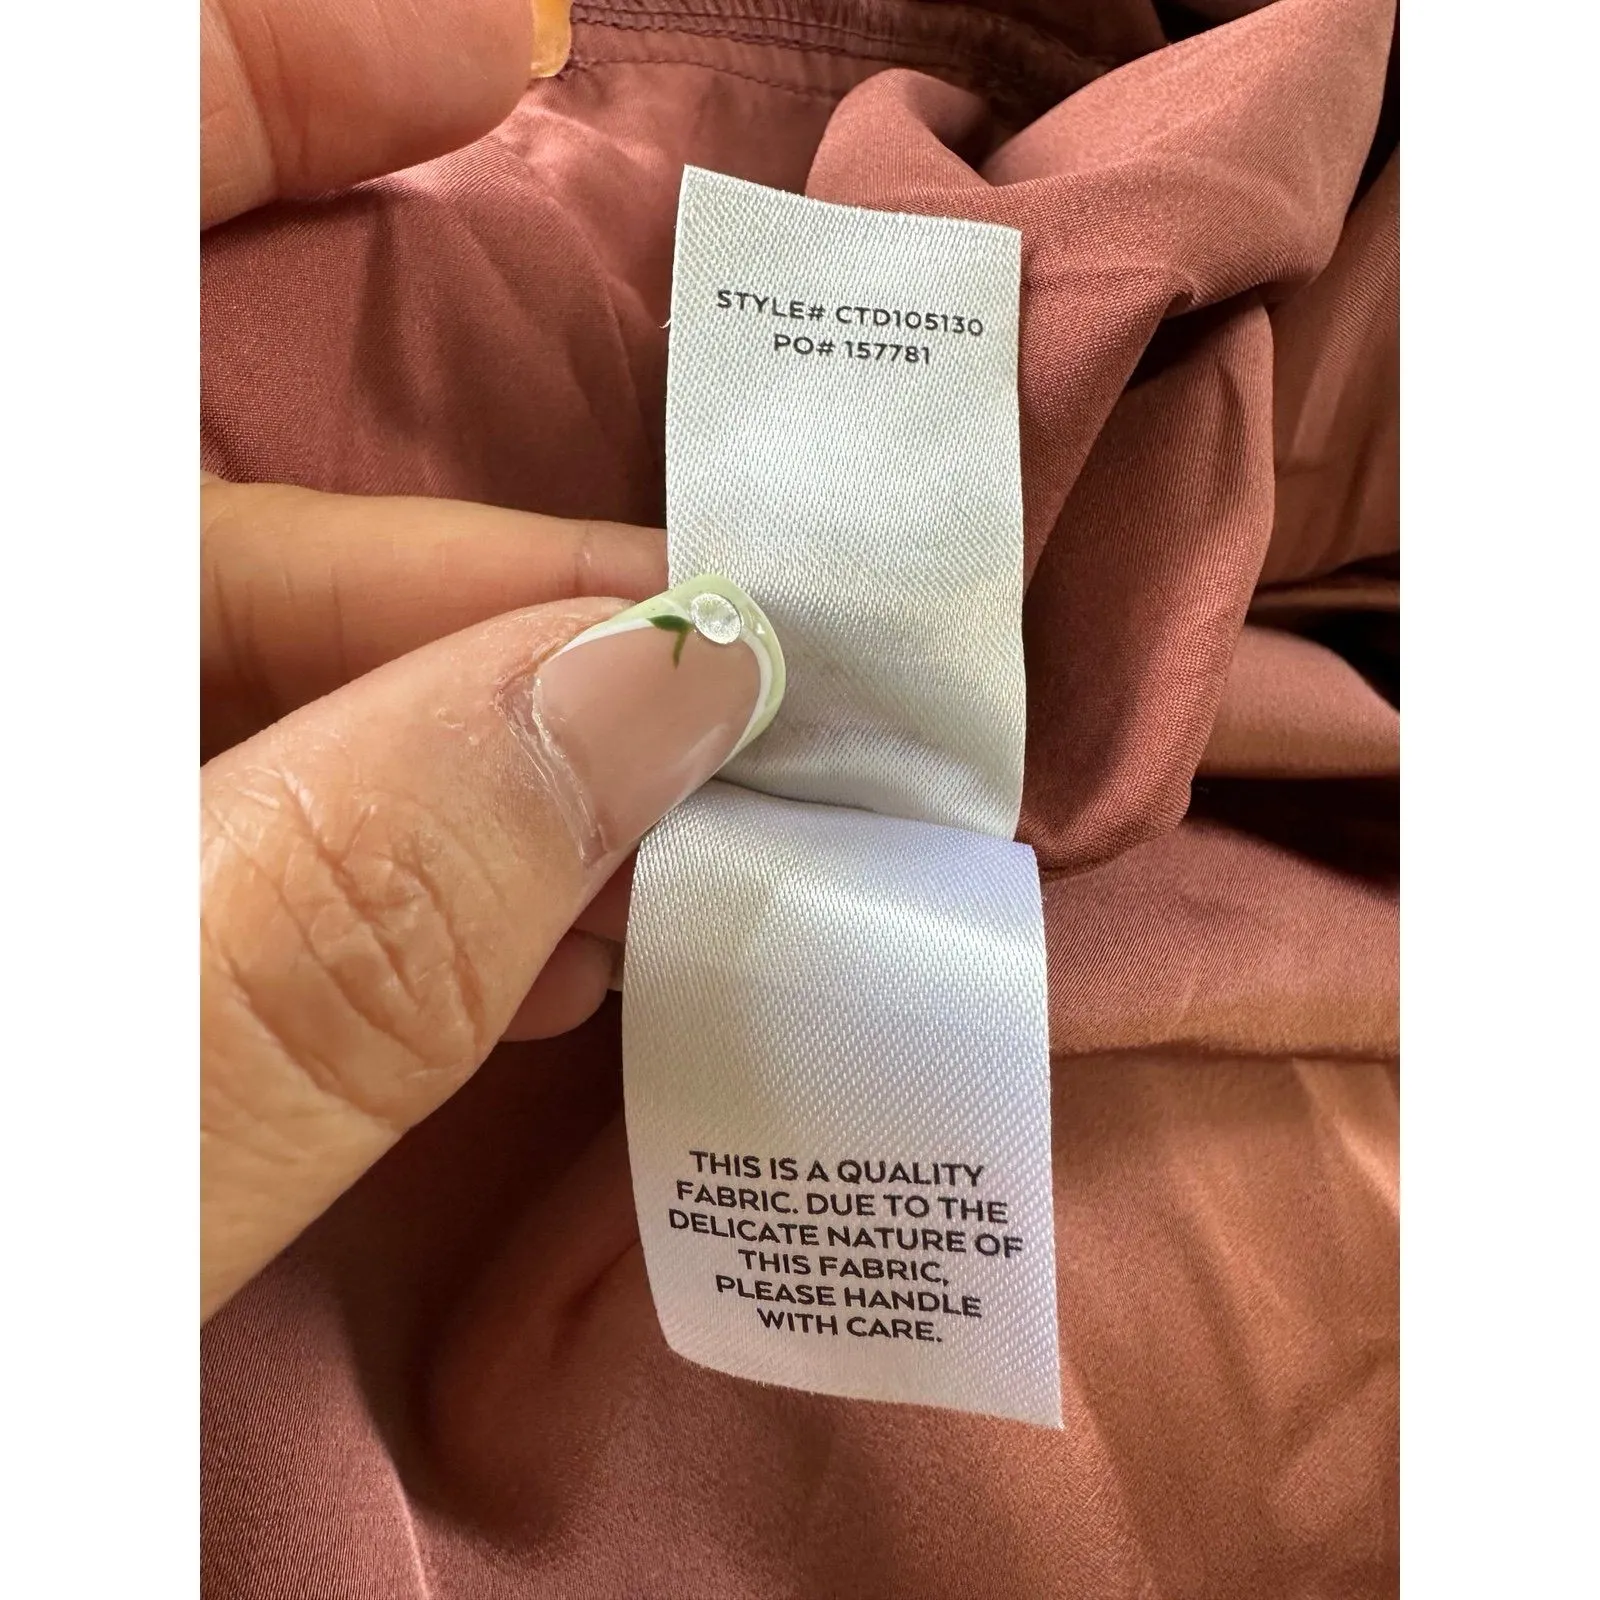 STYLE# CTD105130
PO# 157781
THIS IS A QUALITY
FABRIC. DUE TO THE
DELICATE NATURE OF
THIS FABRIC,
PLEASE HANDLE
WITH CARE.